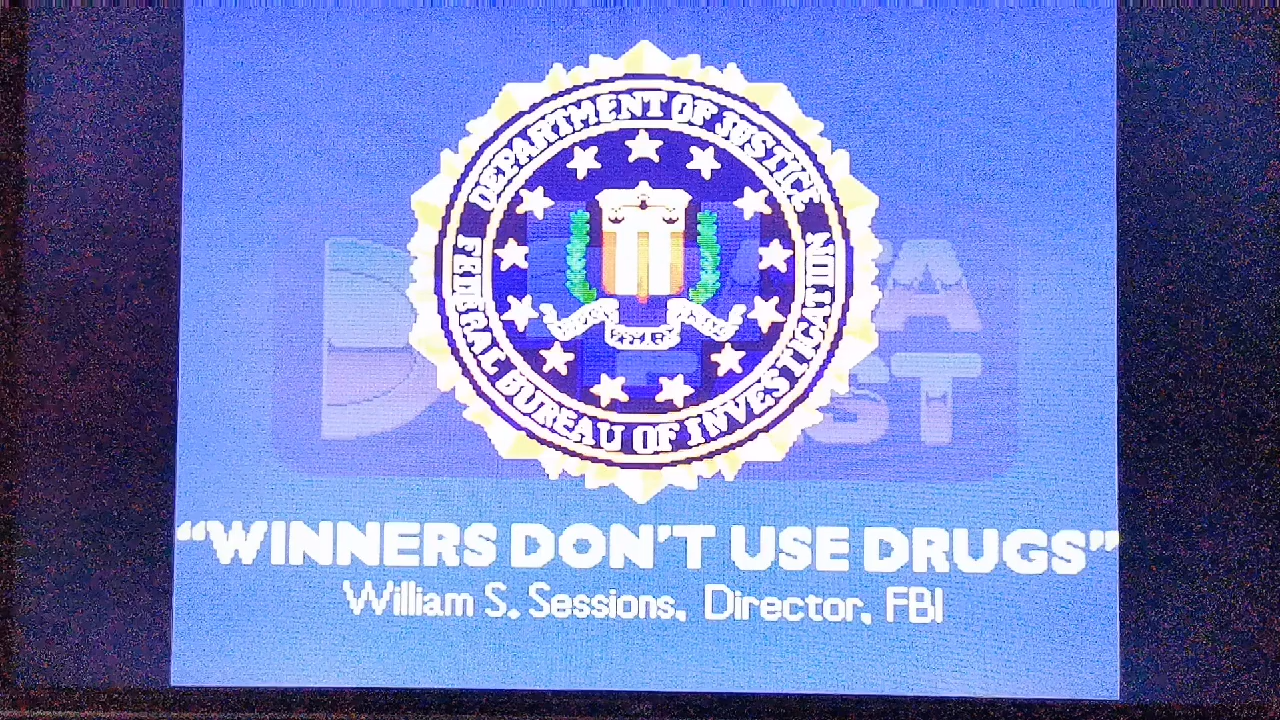 DEPARTMENT OF JUSTICE
FEDERAL BUREAU OF INVESTIGATION
“WINNERS DON'T USE DRUGS”
William S. Sessions, Director, FBI